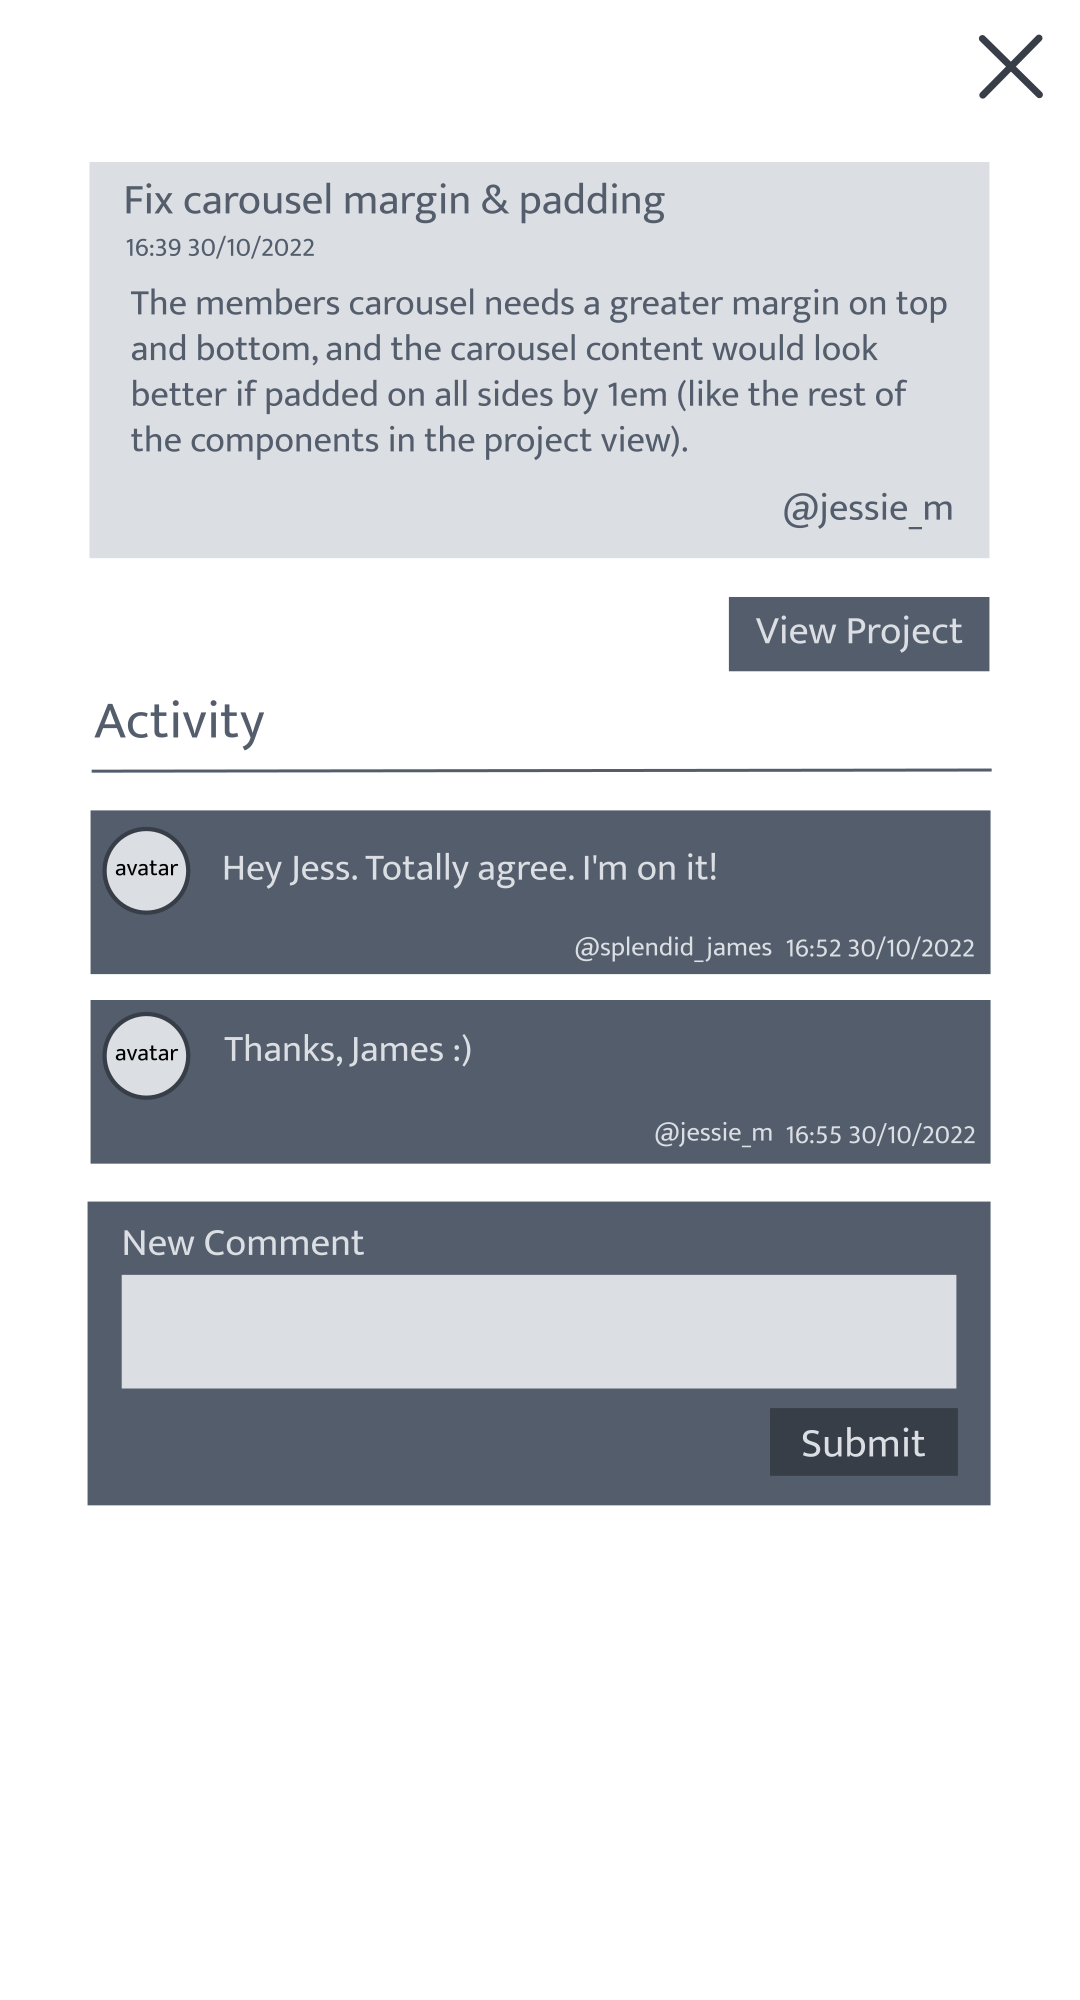 Fix carousel margin & padding
16:39 30/10/2022
The members carousel needs a greater margin on top
and bottom, and the carousel content would look
better if padded on all sides by 1em (like the rest of
the components in the project view).
@jessie_m
View Project
Activity
avatar
Hey Jess. Totally agree. I'm on it!
@splendid_james 16:52 30/10/2022
avatar
Thanks, James :)
@jessie_m 16:55 30/10/2022
New Comment
Submit